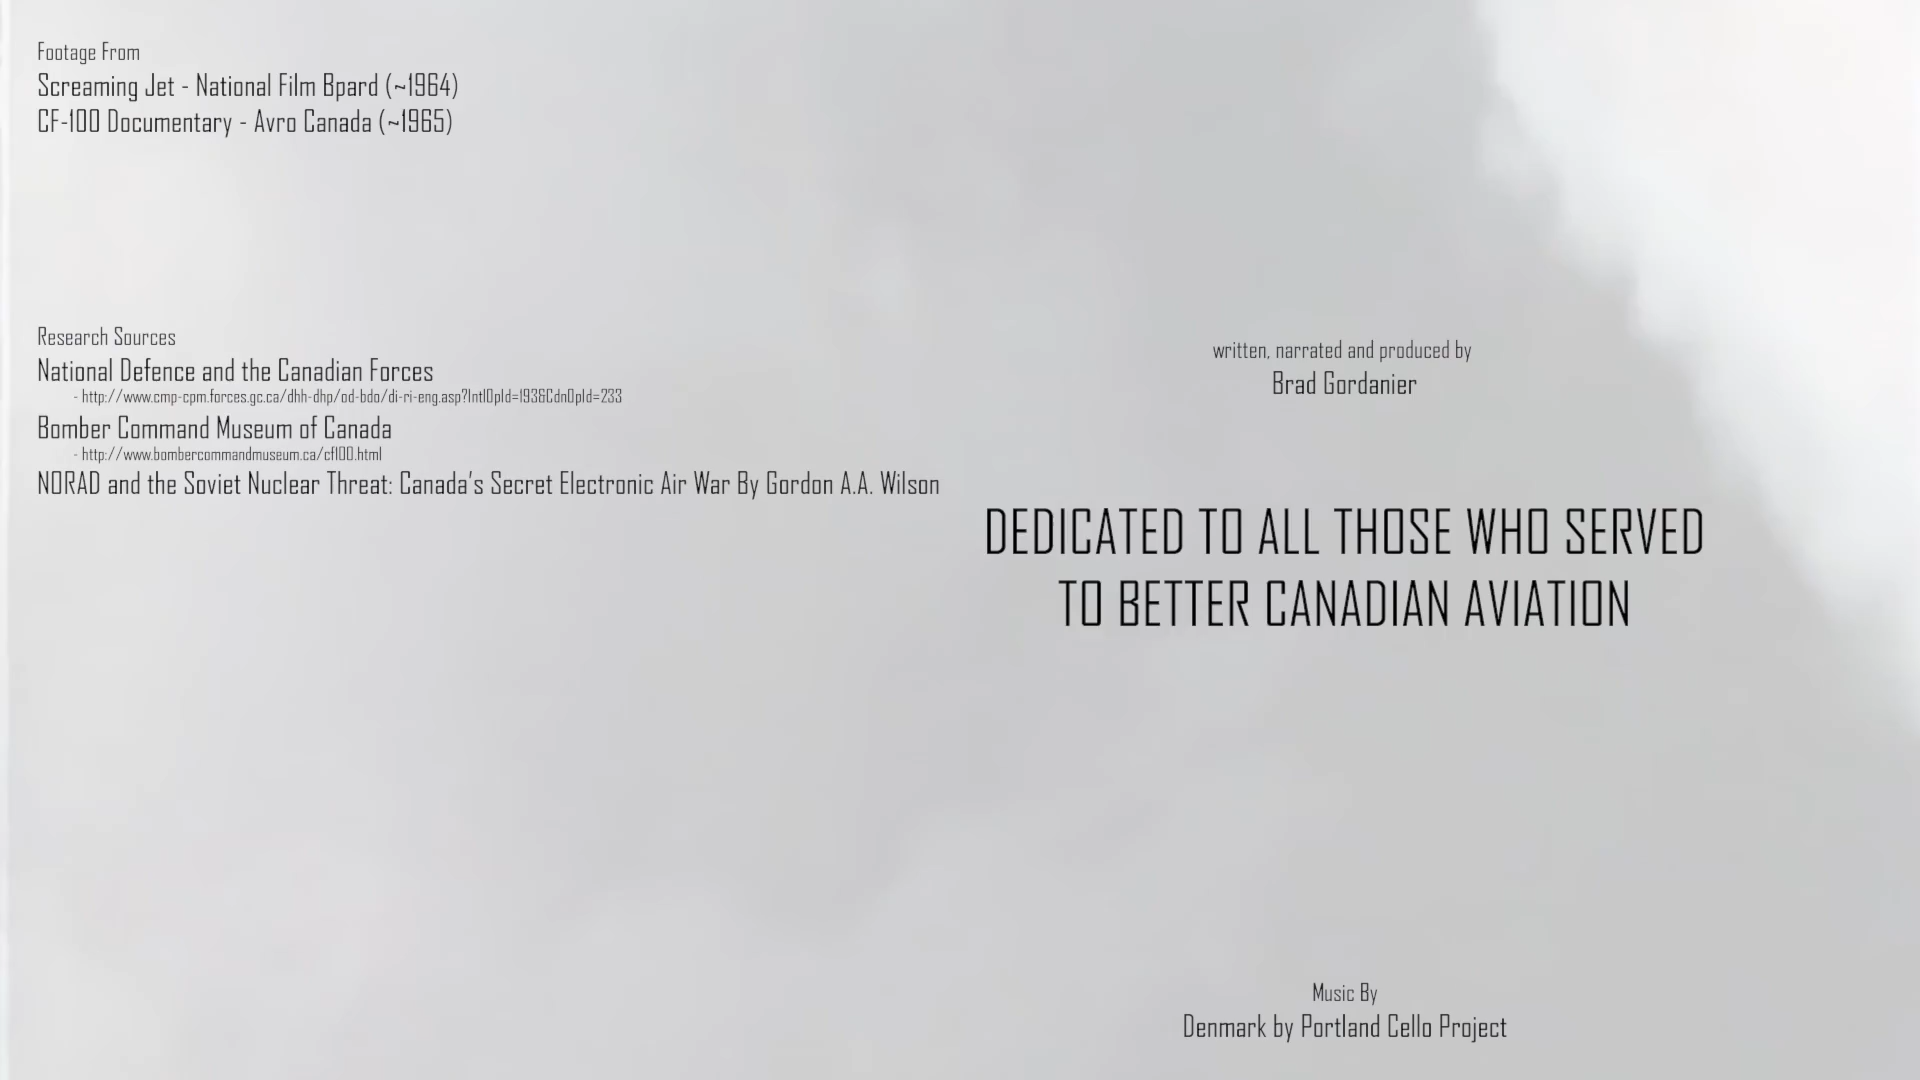 Footage From
Screaming Jet - National Film Bpard (~1964)
CF-100 Documentary - Avro Canada (~1965)
Research Sources
National Defence and the Canadian Forces
- http://www.cmp-cpm.forces.gc.ca/dhh-dhp/od-bdo/di-ri-eng.asp?IntlOpId=193&CdnOpId=233
Bomber Command Museum of Canada
- http://www.bombercommandmuseum.ca/cf100.html
NORAD and the Soviet Nuclear Threat: Canada's Secret Electronic Air War By Gordon A.A. Wilson
written, narrated and produced by
Brad Gordanier
DEDICATED TO ALL THOSE WHO SERVED
TO BETTER CANADIAN AVIATION
Music By
Denmark by Portland Cello Project